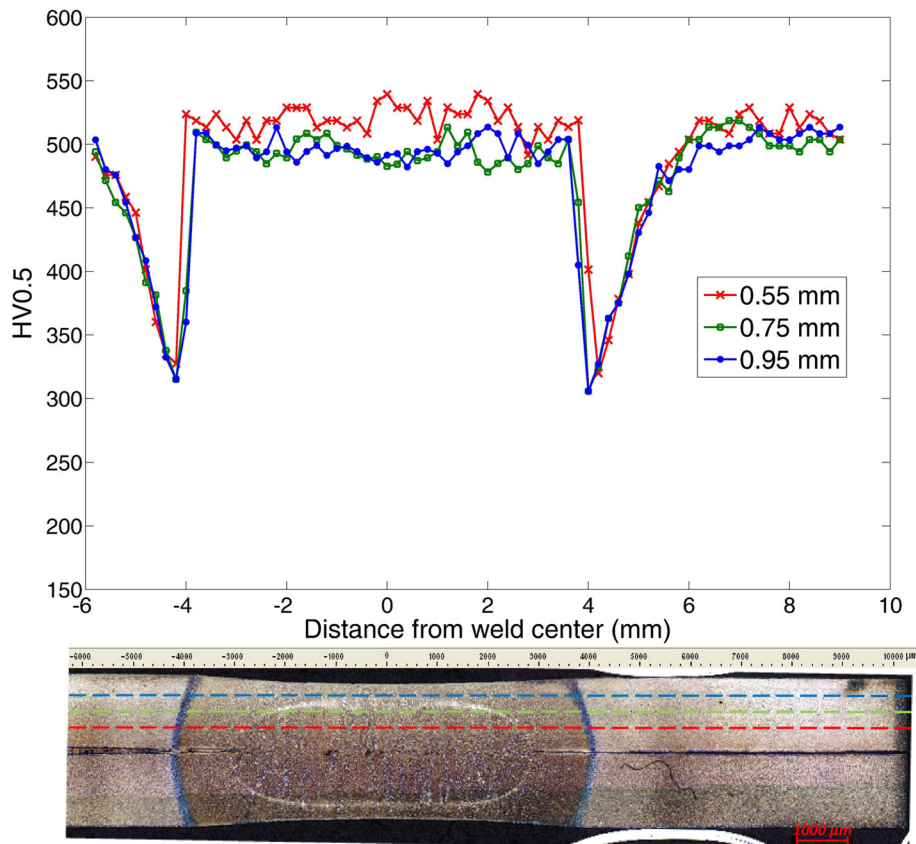 600
550
500
450
400
350
300
250
200
150
HV0.5
0.55 mm
0.75 mm
0.95 mm
-6 -4 -2 0 2 4 6 8 10
Distance from weld center (mm)
-6000 -5000 -4000 -3000 -2000 -1000 0 1000 2000 3000 4000 5000 6000 7000 8000 9000 10000 µm
1000 µm